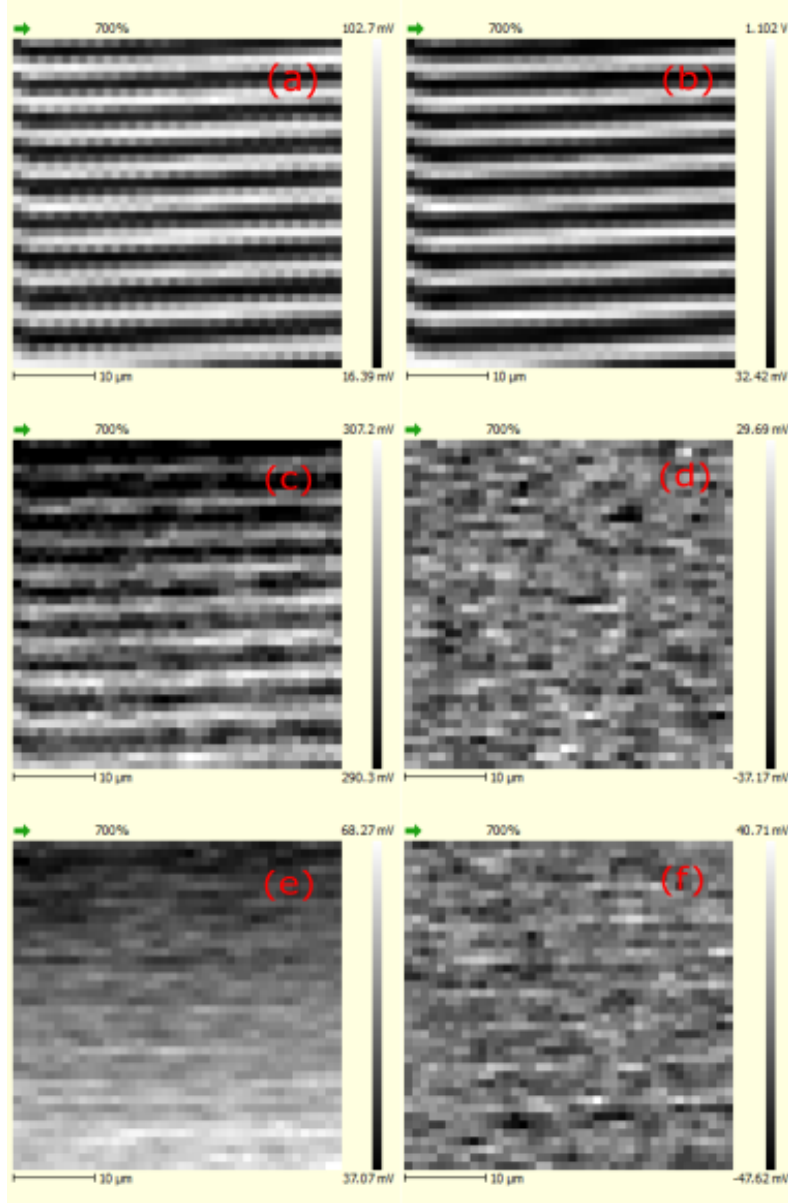 700% 102.7 mV
(a)
10 µm 16.39 mV
700% 1.102 V
(b)
10 µm 32.42 mV
700% 307.2 mV
(c)
10 µm 290.3 mV
700% 29.69 mV
(d)
10 µm -37.17 mV
700% 68.27 mV
(e)
10 µm 37.07 mV
700% 40.71 mV
(f)
10 µm -47.62 mV